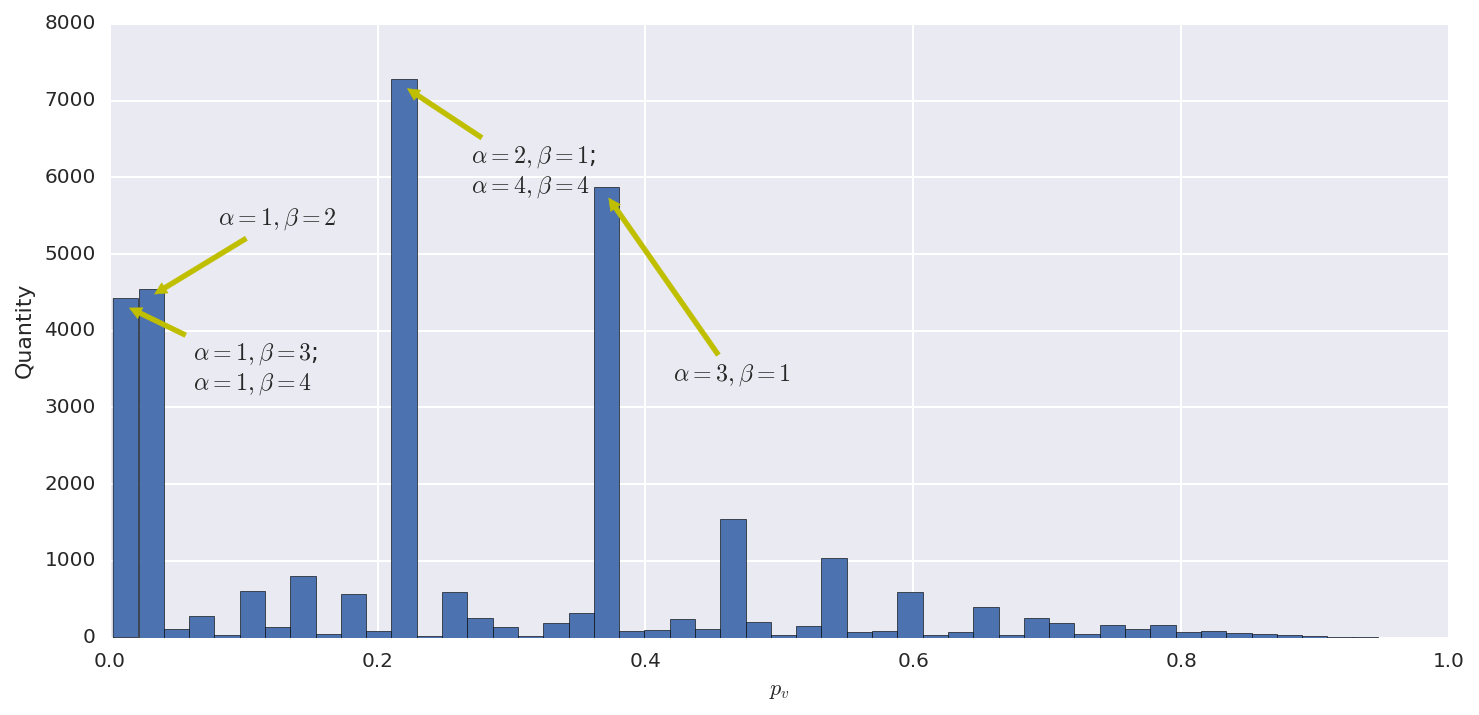 8000
7000
6000
5000
4000
3000
2000
1000
0
Quantity
α = 2, β = 1;
α = 4, β = 4
α = 1, β = 2
α = 1, β = 3;
α = 1, β = 4
α = 3, β = 1
0.0 0.2 0.4 0.6 0.8 1.0
p_v